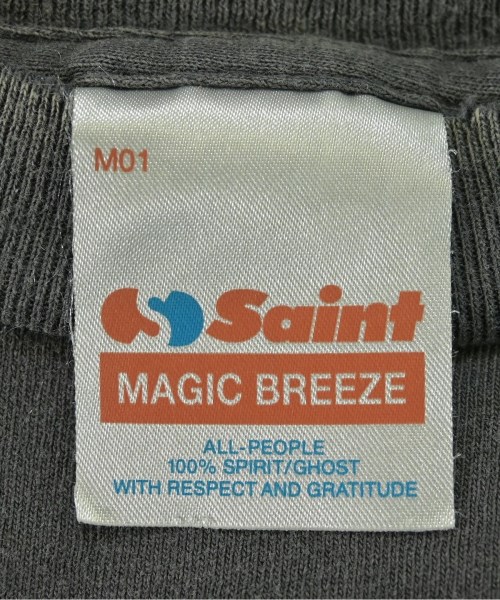 M01
Saint
MAGIC BREEZE
ALL-PEOPLE
100% SPIRIT/GHOST
WITH RESPECT AND GRATITUDE